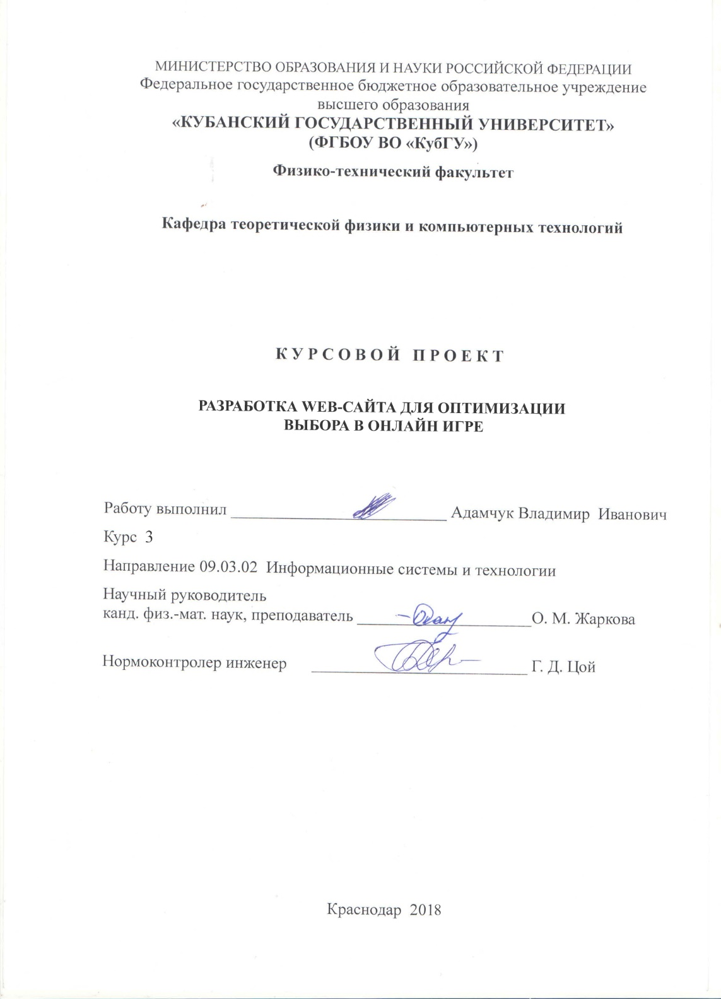 МИНИСТЕРСТВО ОБРАЗОВАНИЯ И НАУКИ РОССИЙСКОЙ ФЕДЕРАЦИИ
Федеральное государственное бюджетное образовательное учреждение
высшего образования
«КУБАНСКИЙ ГОСУДАРСТВЕННЫЙ УНИВЕРСИТЕТ»
(ФГБОУ ВО «КубГУ»)
Физико-технический факультет
Кафедра теоретической физики и компьютерных технологий
К У Р С О В О Й П Р О Е К Т
РАЗРАБОТКА WEB-САЙТА ДЛЯ ОПТИМИЗАЦИИ
ВЫБОРА В ОНЛАЙН ИГРЕ
Работу выполнил __________________________ Адамчук Владимир Иванович
Курс 3
Направление 09.03.02 Информационные системы и технологии
Научный руководитель
канд. физ.-мат. наук, преподаватель _____________________О. М. Жаркова
Нормоконтролер инженер __________________________ Г. Д. Цой
Краснодар 2018